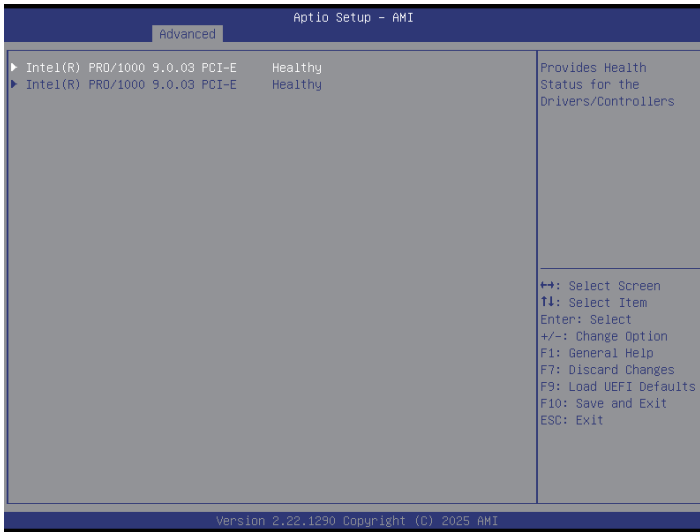 Aptio Setup – AMI
Advanced
Intel(R) PRO/1000 9.0.03 PCI-E Healthy
Intel(R) PRO/1000 9.0.03 PCI-E Healthy
Provides Health
Status for the
Drivers/Controllers
↔: Select Screen
↑↓: Select Item
Enter: Select
+/-: Change Option
F1: General Help
F7: Discard Changes
F9: Load UEFI Defaults
F10: Save and Exit
ESC: Exit
Version 2.22.1290 Copyright (C) 2025 AMI